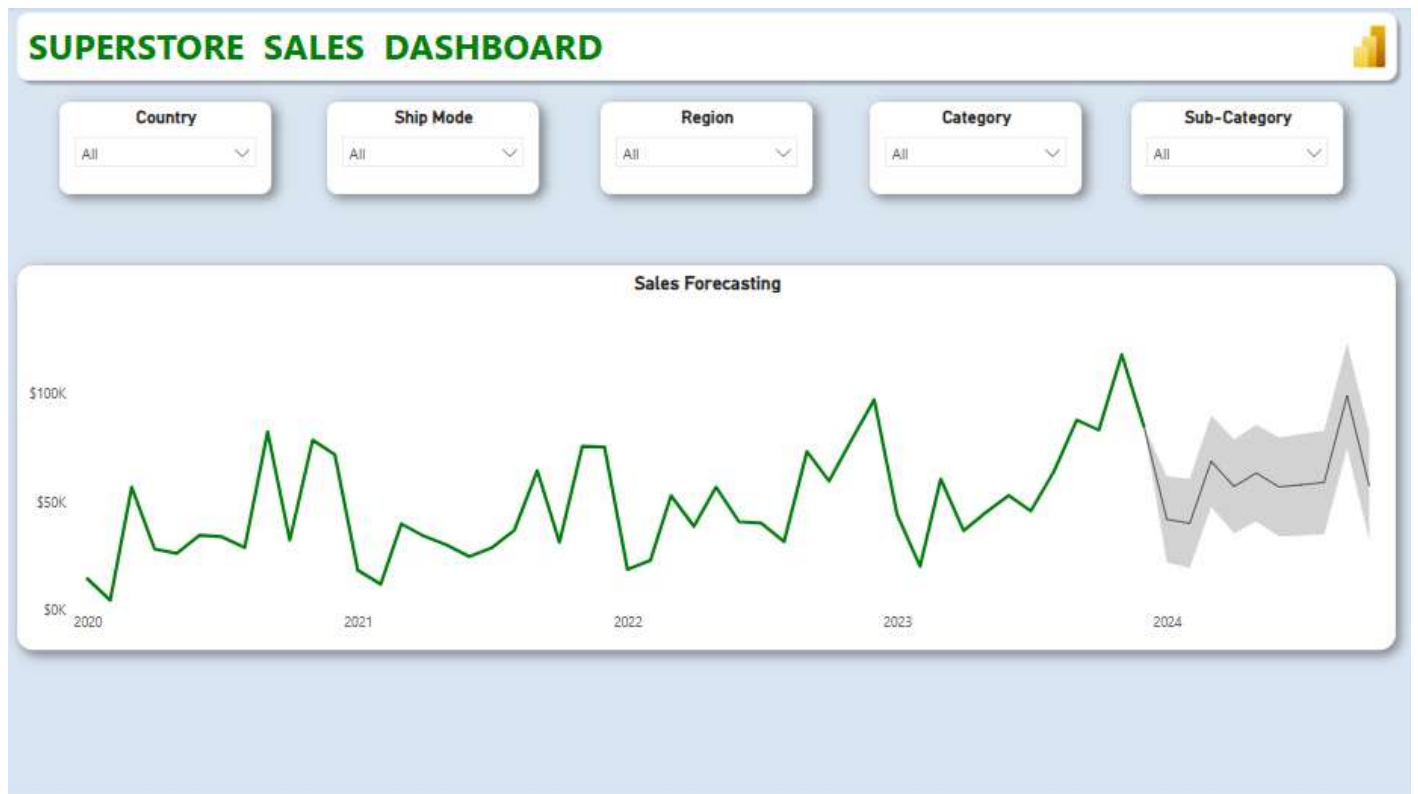 SUPERSTORE SALES DASHBOARD
Country
Ship Mode
Region
Category
Sub-Category
All
All
All
All
All
Sales Forecasting
$100K
$50K
$0K
2020
2021
2022
2023
2024